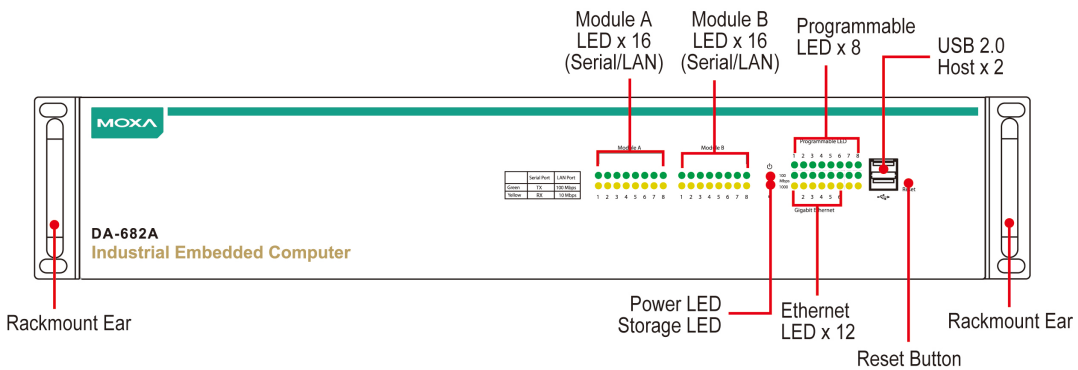 Module A
LED x 16
(Serial/LAN)
Module B
LED x 16
(Serial/LAN)
Programmable
LED x 8
USB 2.0
Host x 2
MOXA
Module A
Module B
Programmable LED
1 2 3 4 5 6 7 8
Serial Port LAN Port
Green TX 100 Mbps
Yellow RX 10 Mbps
100
Mbps
1000
Reset
1 2 3 4 5 6 7 8
1 2 3 4 5 6 7 8
1 2 3 4 5 6
Gigabit Ethernet
DA-682A
Industrial Embedded Computer
Rackmount Ear
Power LED
Storage LED
Ethernet
LED x 12
Reset Button
Rackmount Ear